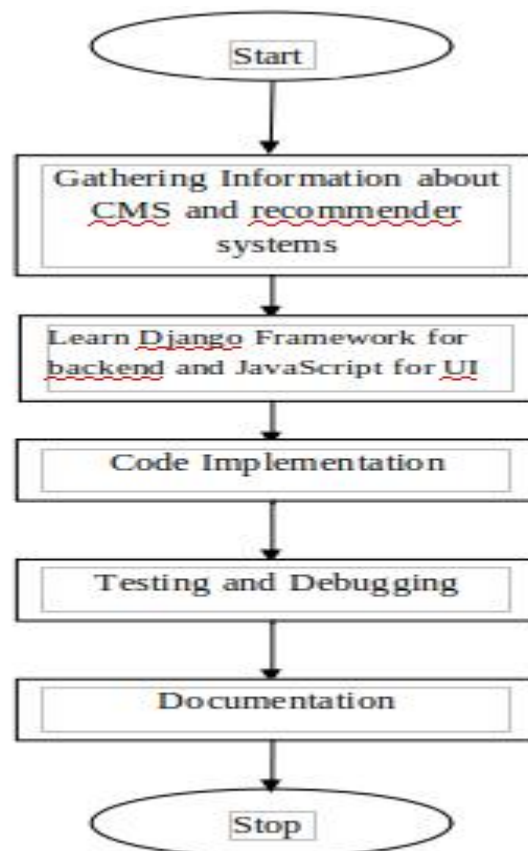 Start
Gathering Information about
CMS and recommender
systems
Learn Django Framework for
backend and JavaScript for UI
Code Implementation
Testing and Debugging
Documentation
Stop